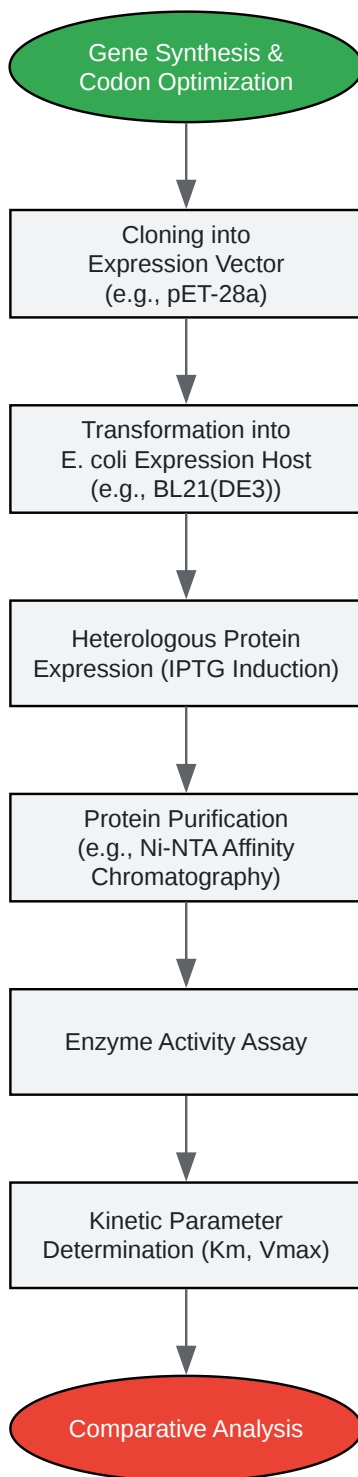 Gene Synthesis &
Codon Optimization
Cloning into
Expression Vector
(e.g., pET-28a)
Transformation into
E. coli Expression Host
(e.g., BL21(DE3))
Heterologous Protein
Expression (IPTG Induction)
Protein Purification
(e.g., Ni-NTA Affinity
Chromatography)
Enzyme Activity Assay
Kinetic Parameter
Determination (Km, Vmax)
Comparative Analysis